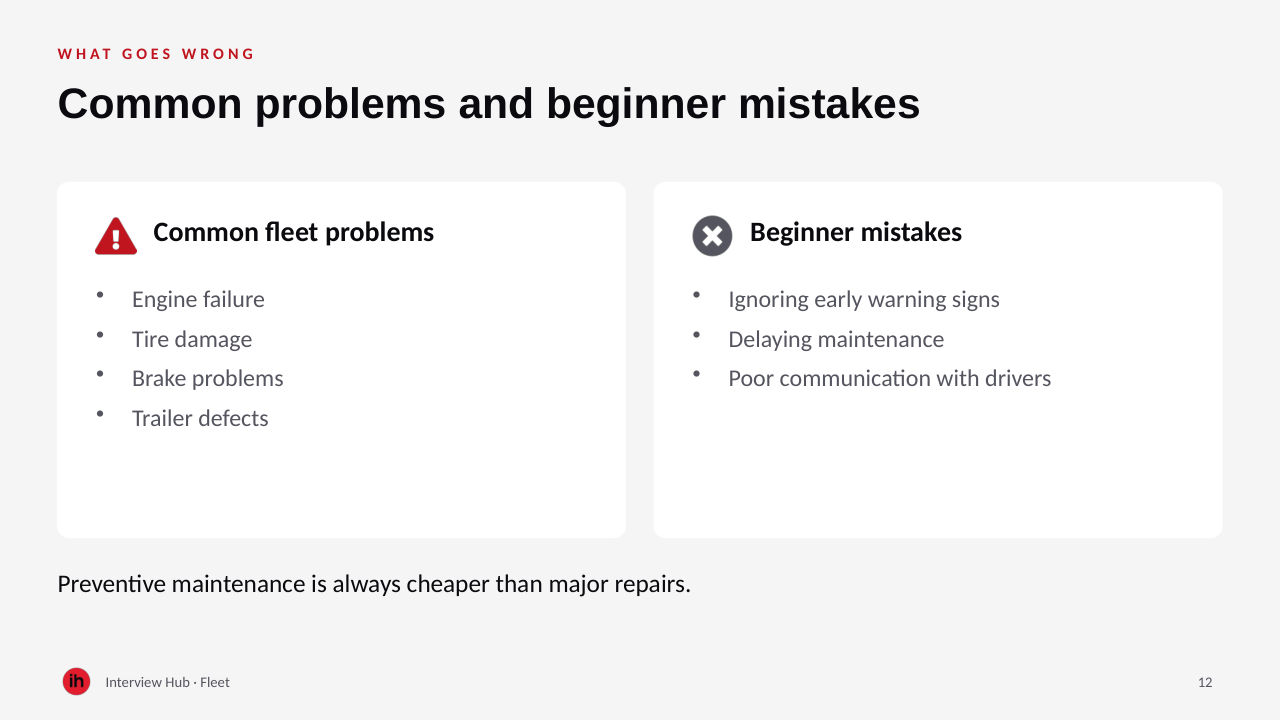 WHAT GOES WRONG
Common problems and beginner mistakes
Common fleet problems
• Engine failure
• Tire damage
• Brake problems
• Trailer defects
Beginner mistakes
• Ignoring early warning signs
• Delaying maintenance
• Poor communication with drivers
Preventive maintenance is always cheaper than major repairs.
ih
Interview Hub · Fleet
12